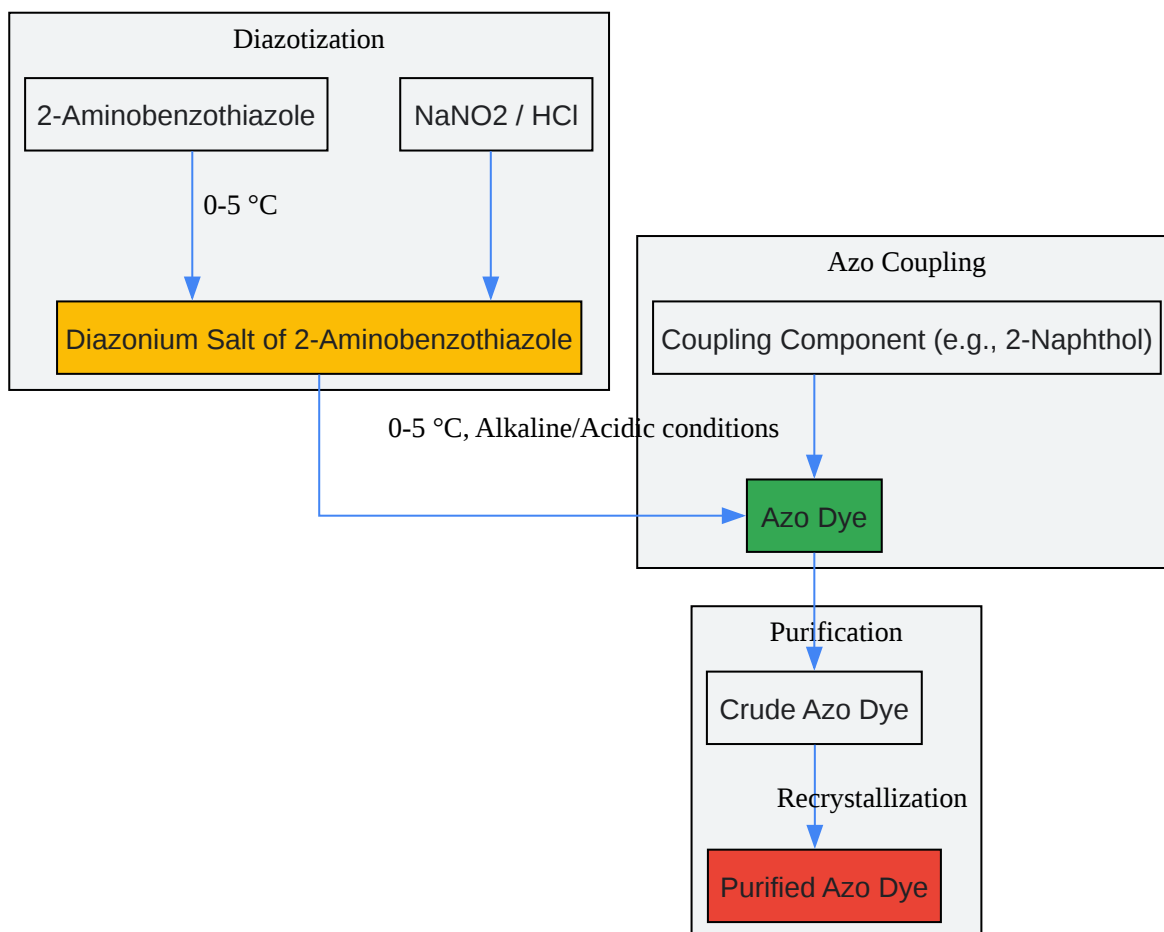 Diazotization
2-Aminobenzothiazole
NaNO2 / HCl
0-5 °C
Diazonium Salt of 2-Aminobenzothiazole
Azo Coupling
Coupling Component (e.g., 2-Naphthol)
0-5 °C, Alkaline/Acidic conditions
Azo Dye
Purification
Crude Azo Dye
Recrystallization
Purified Azo Dye